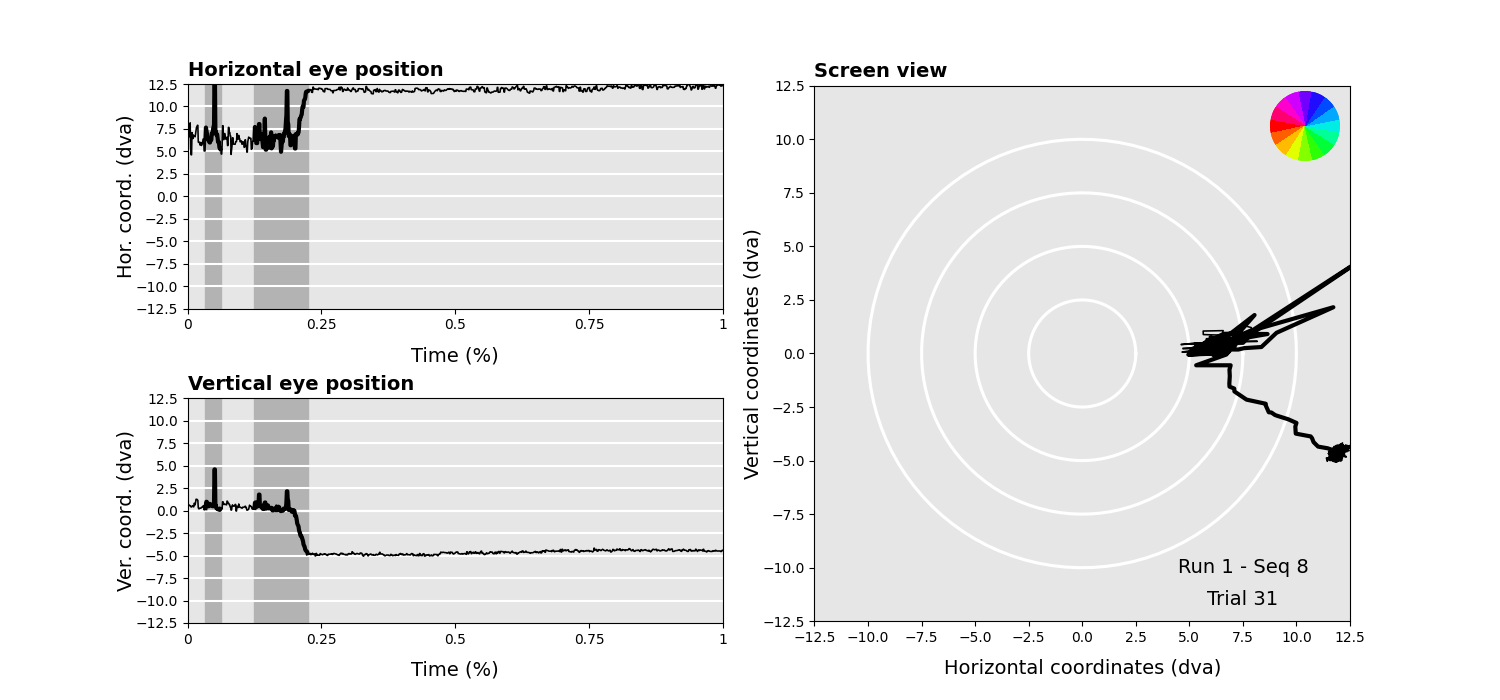 Horizontal eye position
12.5
10.0
7.5
5.0
2.5
0.0
−2.5
−5.0
−7.5
−10.0
−12.5
Hor. coord. (dva)
0 0.25 0.5 0.75 1
Time (%)
Vertical eye position
12.5
10.0
7.5
5.0
2.5
0.0
−2.5
−5.0
−7.5
−10.0
−12.5
Ver. coord. (dva)
0 0.25 0.5 0.75 1
Time (%)
Screen view
12.5
10.0
7.5
5.0
2.5
0.0
−2.5
−5.0
−7.5
−10.0
−12.5
Vertical coordinates (dva)
Run 1 - Seq 8
Trial 31
−12.5 −10.0 −7.5 −5.0 −2.5 0.0 2.5 5.0 7.5 10.0 12.5
Horizontal coordinates (dva)